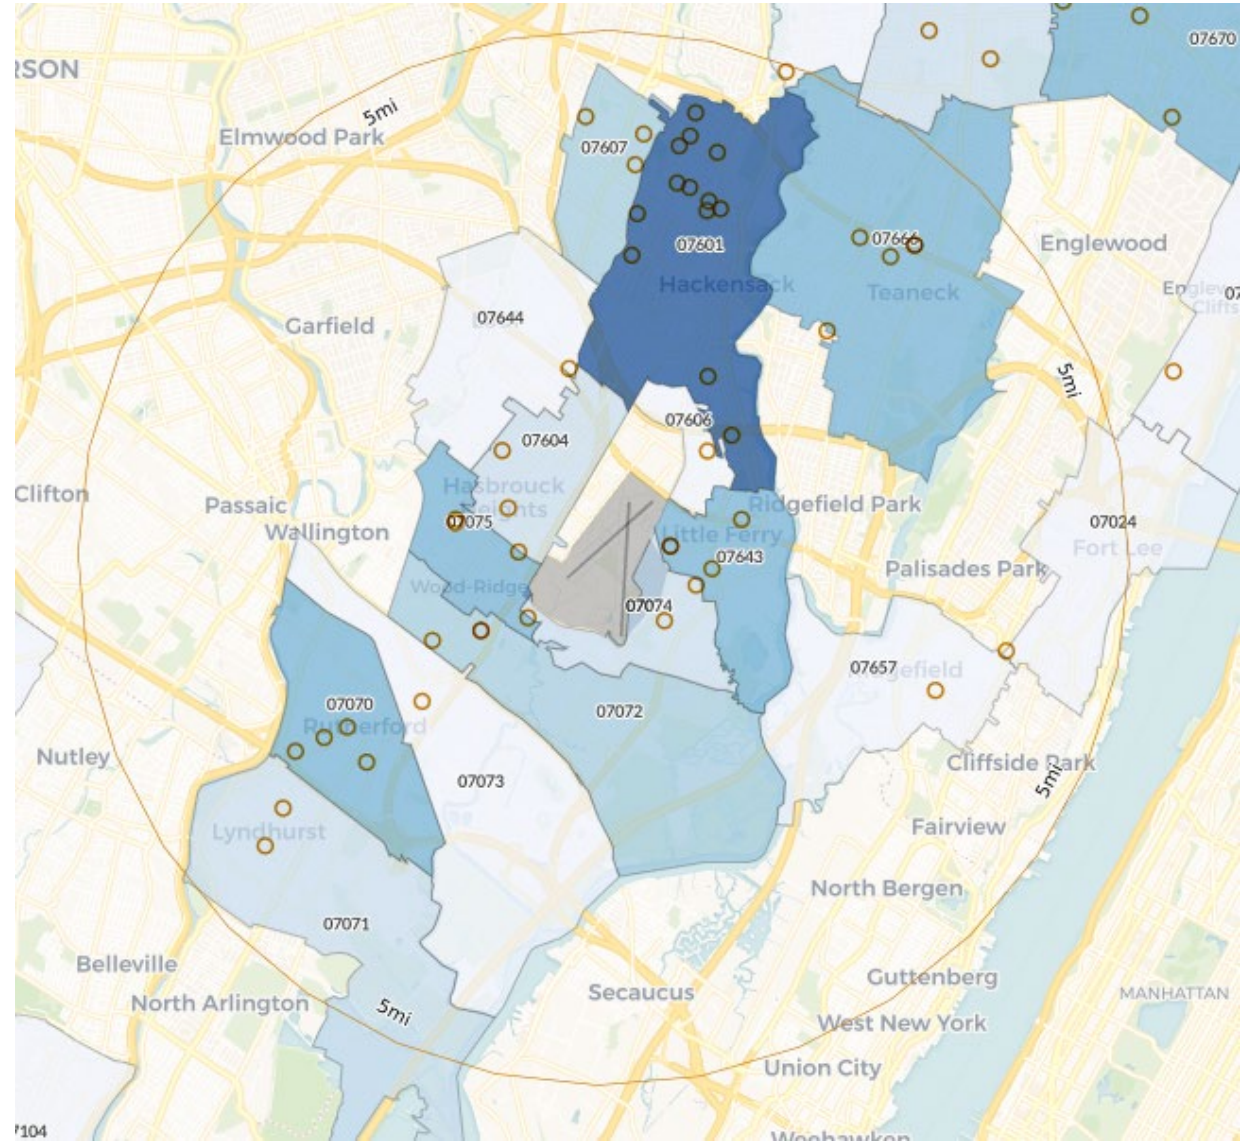 07670
RSON
5mi
Elmwood Park
07607
07666
07601
Englewood
Hackensack
Teaneck
07
07644
Garfield
5mi
07606
07604
Clifton
Hasbrouck
Heights
Passaic
Ridgefield Park
07075
07024
Wallington
Little Ferry
Fort Lee
07643
Palisades Park
Wood-Ridge
07074
07657
Ridgefield
07070
07072
Rutherford
Nutley
Cliffside Park
07073
5mi
Lyndhurst
Fairview
North Bergen
07071
Belleville
Guttenberg
Secaucus
MANHATTAN
North Arlington
5mi
West New York
Union City
7104
Weehawken